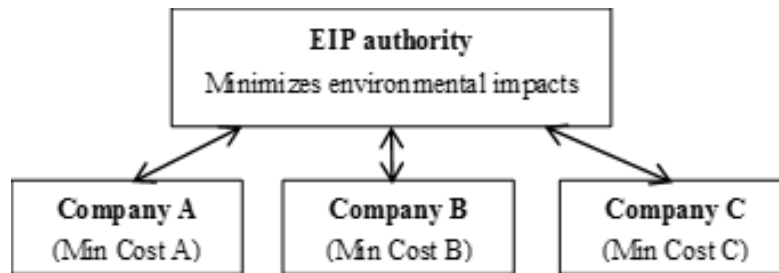 EIP authority
Minimizes environmental impacts
Company A
(Min Cost A)
Company B
(Min Cost B)
Company C
(Min Cost C)